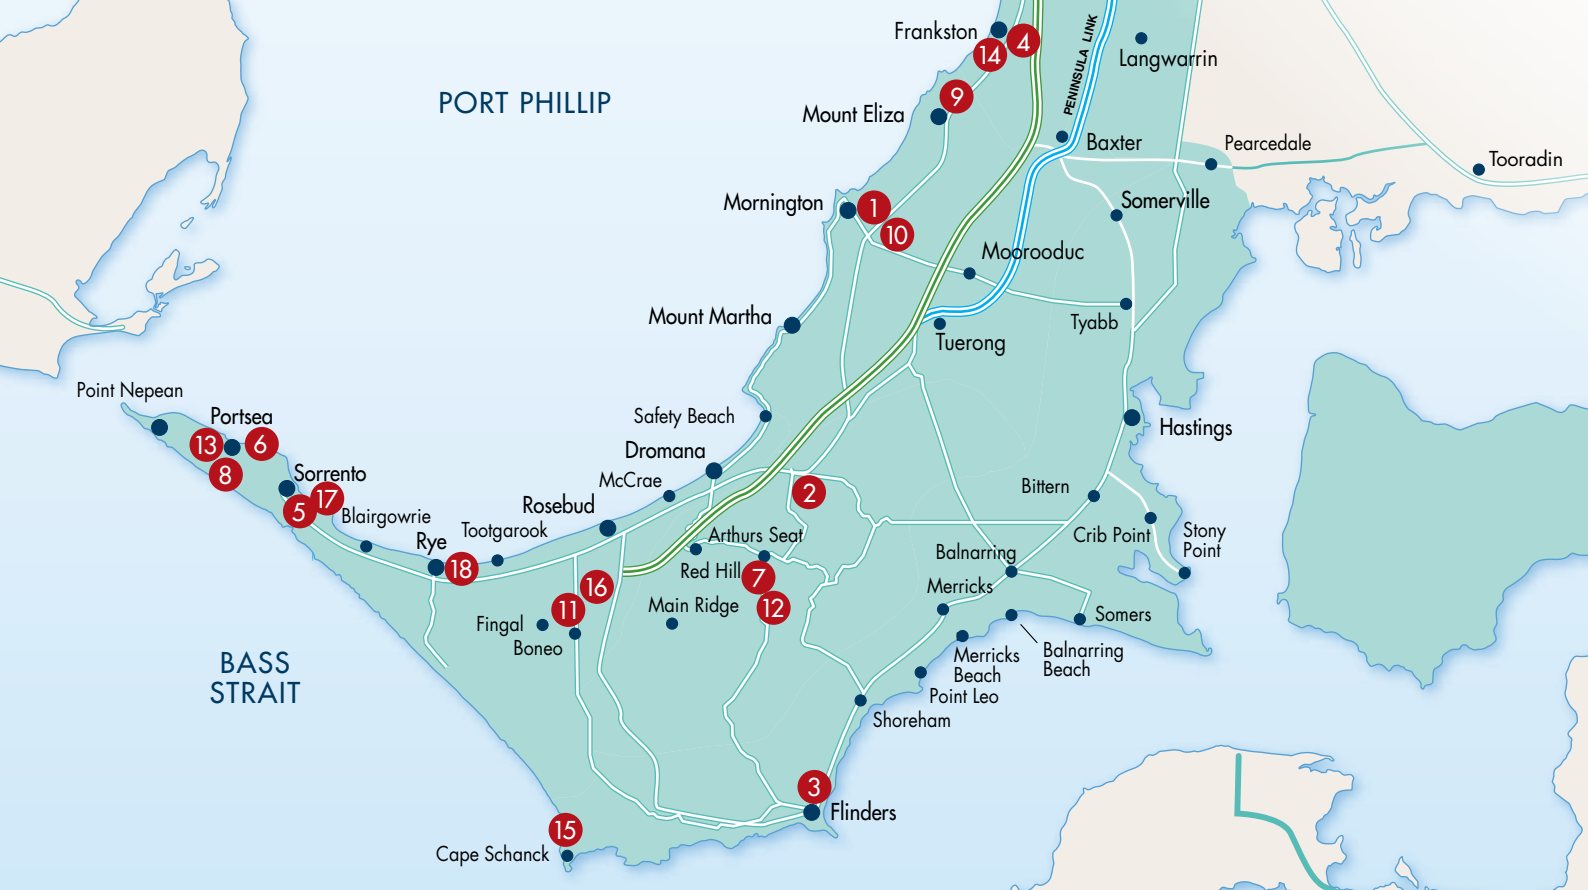 Frankston
4
14
PENINSULA LINK
Langwarrin
PORT PHILLIP
9
Mount Eliza
Baxter
Pearcedale
Tooradin
Mornington
1
10
Somerville
Moorooduc
Mount Martha
Tyabb
Tuerong
Point Nepean
Portsea
13
6
8
Safety Beach
Hastings
Dromana
Sorrento
17
5
McCrae
2
Bittern
Blairgowrie
Rosebud
Tootgarook
Rye
18
Arthurs Seat
Crib Point
Stony
Point
Balnarring
Red Hill
7
Merricks
16
11
Main Ridge
12
Fingal
Boneo
Somers
Merricks
Beach
Balnarring
Beach
BASS
STRAIT
Point Leo
Shoreham
3
Flinders
15
Cape Schanck